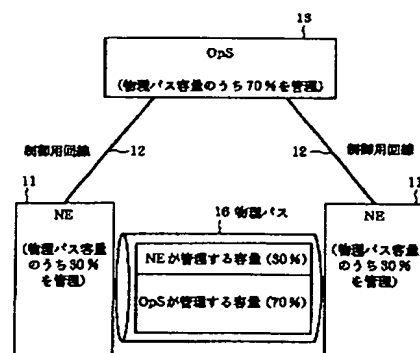 13
OpS
(物理パス容量のうち70%を管理)
制御用回線
12
12
制御用回線
11
NE
(物理パス容量
のうち30%
を管理)
16 物理パス
NEが管理する容量(30%)
OpSが管理する容量(70%)
11
NE
(物理パス容量
のうち30%
を管理)